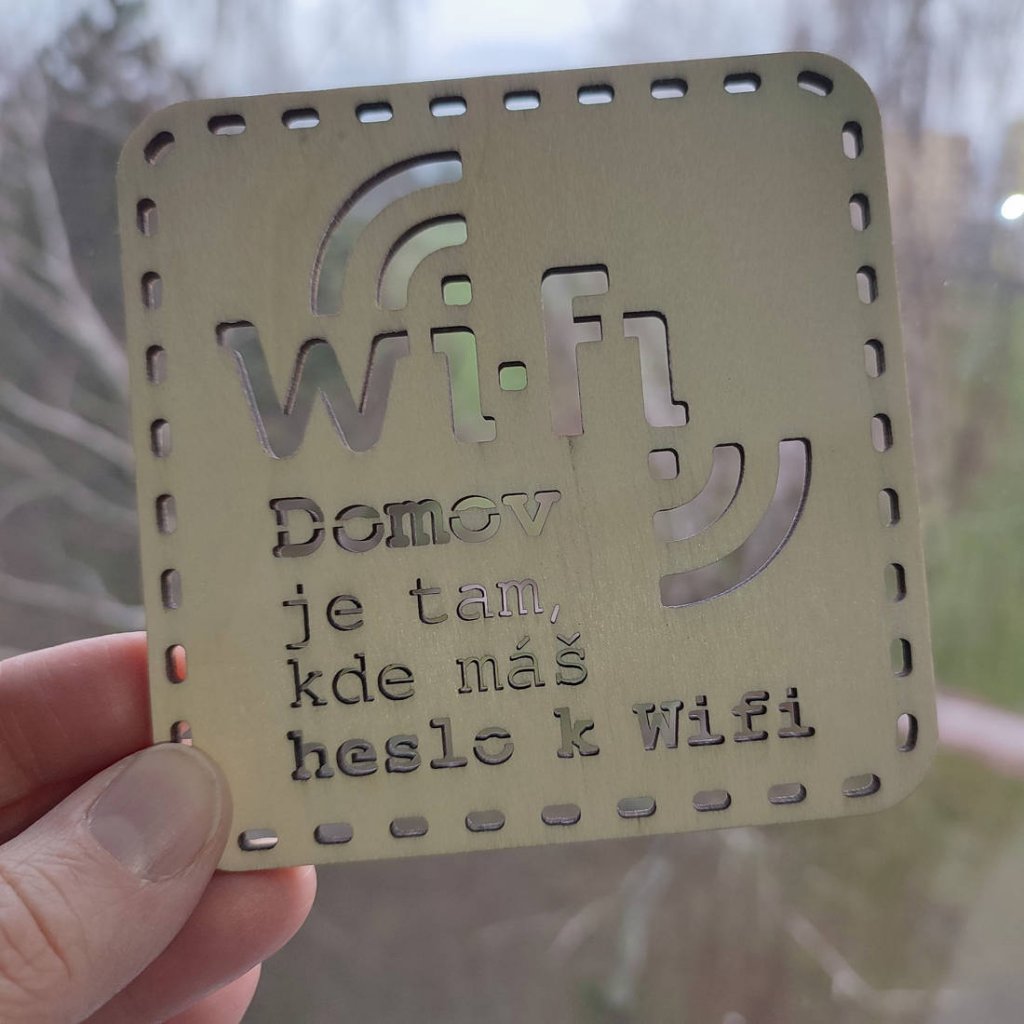 wi-fi
Domov
je tam,
kde máš
heslo k Wifi